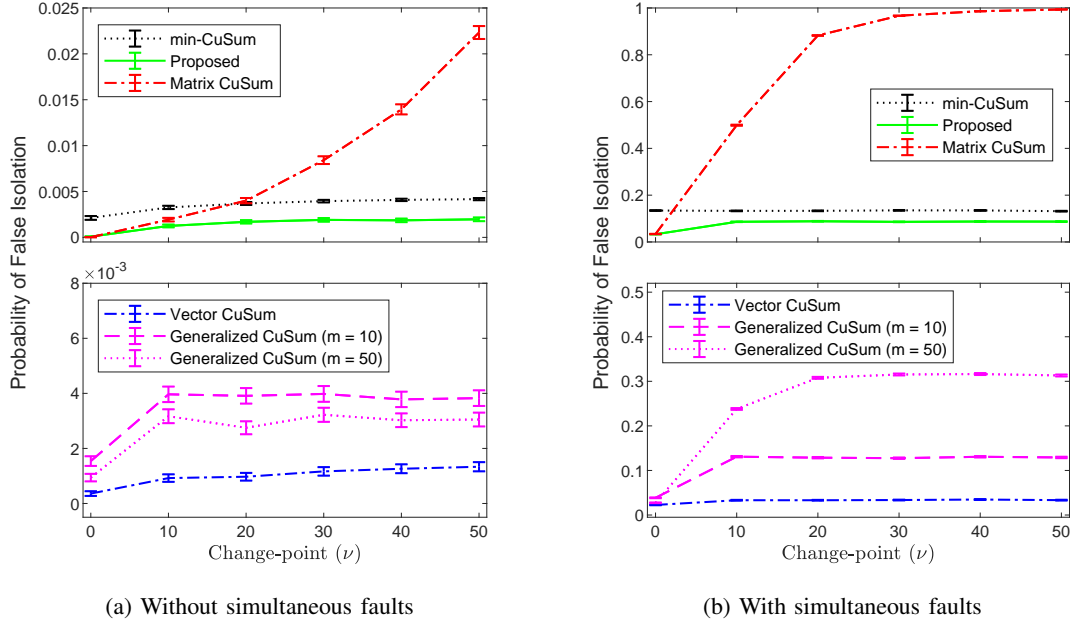 Probability of False Isolation
0.025
0.02
0.015
0.01
0.005
0
min-CuSum
Proposed
Matrix CuSum
×10⁻³
8
6
4
2
0
Vector CuSum
Generalized CuSum (m = 10)
Generalized CuSum (m = 50)
0 10 20 30 40 50
Change-point (ν)
(a) Without simultaneous faults
Probability of False Isolation
1
0.8
0.6
0.4
0.2
0
min-CuSum
Proposed
Matrix CuSum
0.5
0.4
0.3
0.2
0.1
0
Vector CuSum
Generalized CuSum (m = 10)
Generalized CuSum (m = 50)
0 10 20 30 40 50
Change-point (ν)
(b) With simultaneous faults